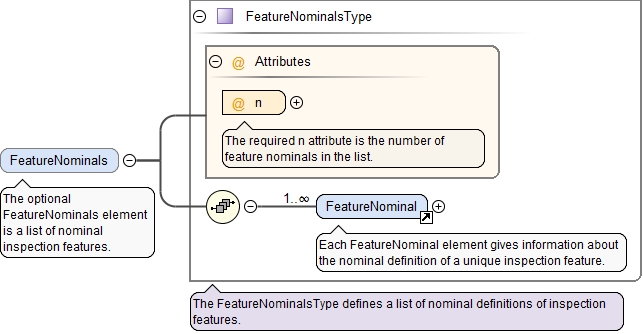 FeatureNominalsType
@ Attributes
@ n
The required n attribute is the number of
feature nominals in the list.
FeatureNominals
The optional
FeatureNominals element
is a list of nominal
inspection features.
1..∞
FeatureNominal
Each FeatureNominal element gives information about
the nominal definition of a unique inspection feature.
The FeatureNominalsType defines a list of nominal definitions of inspection
features.